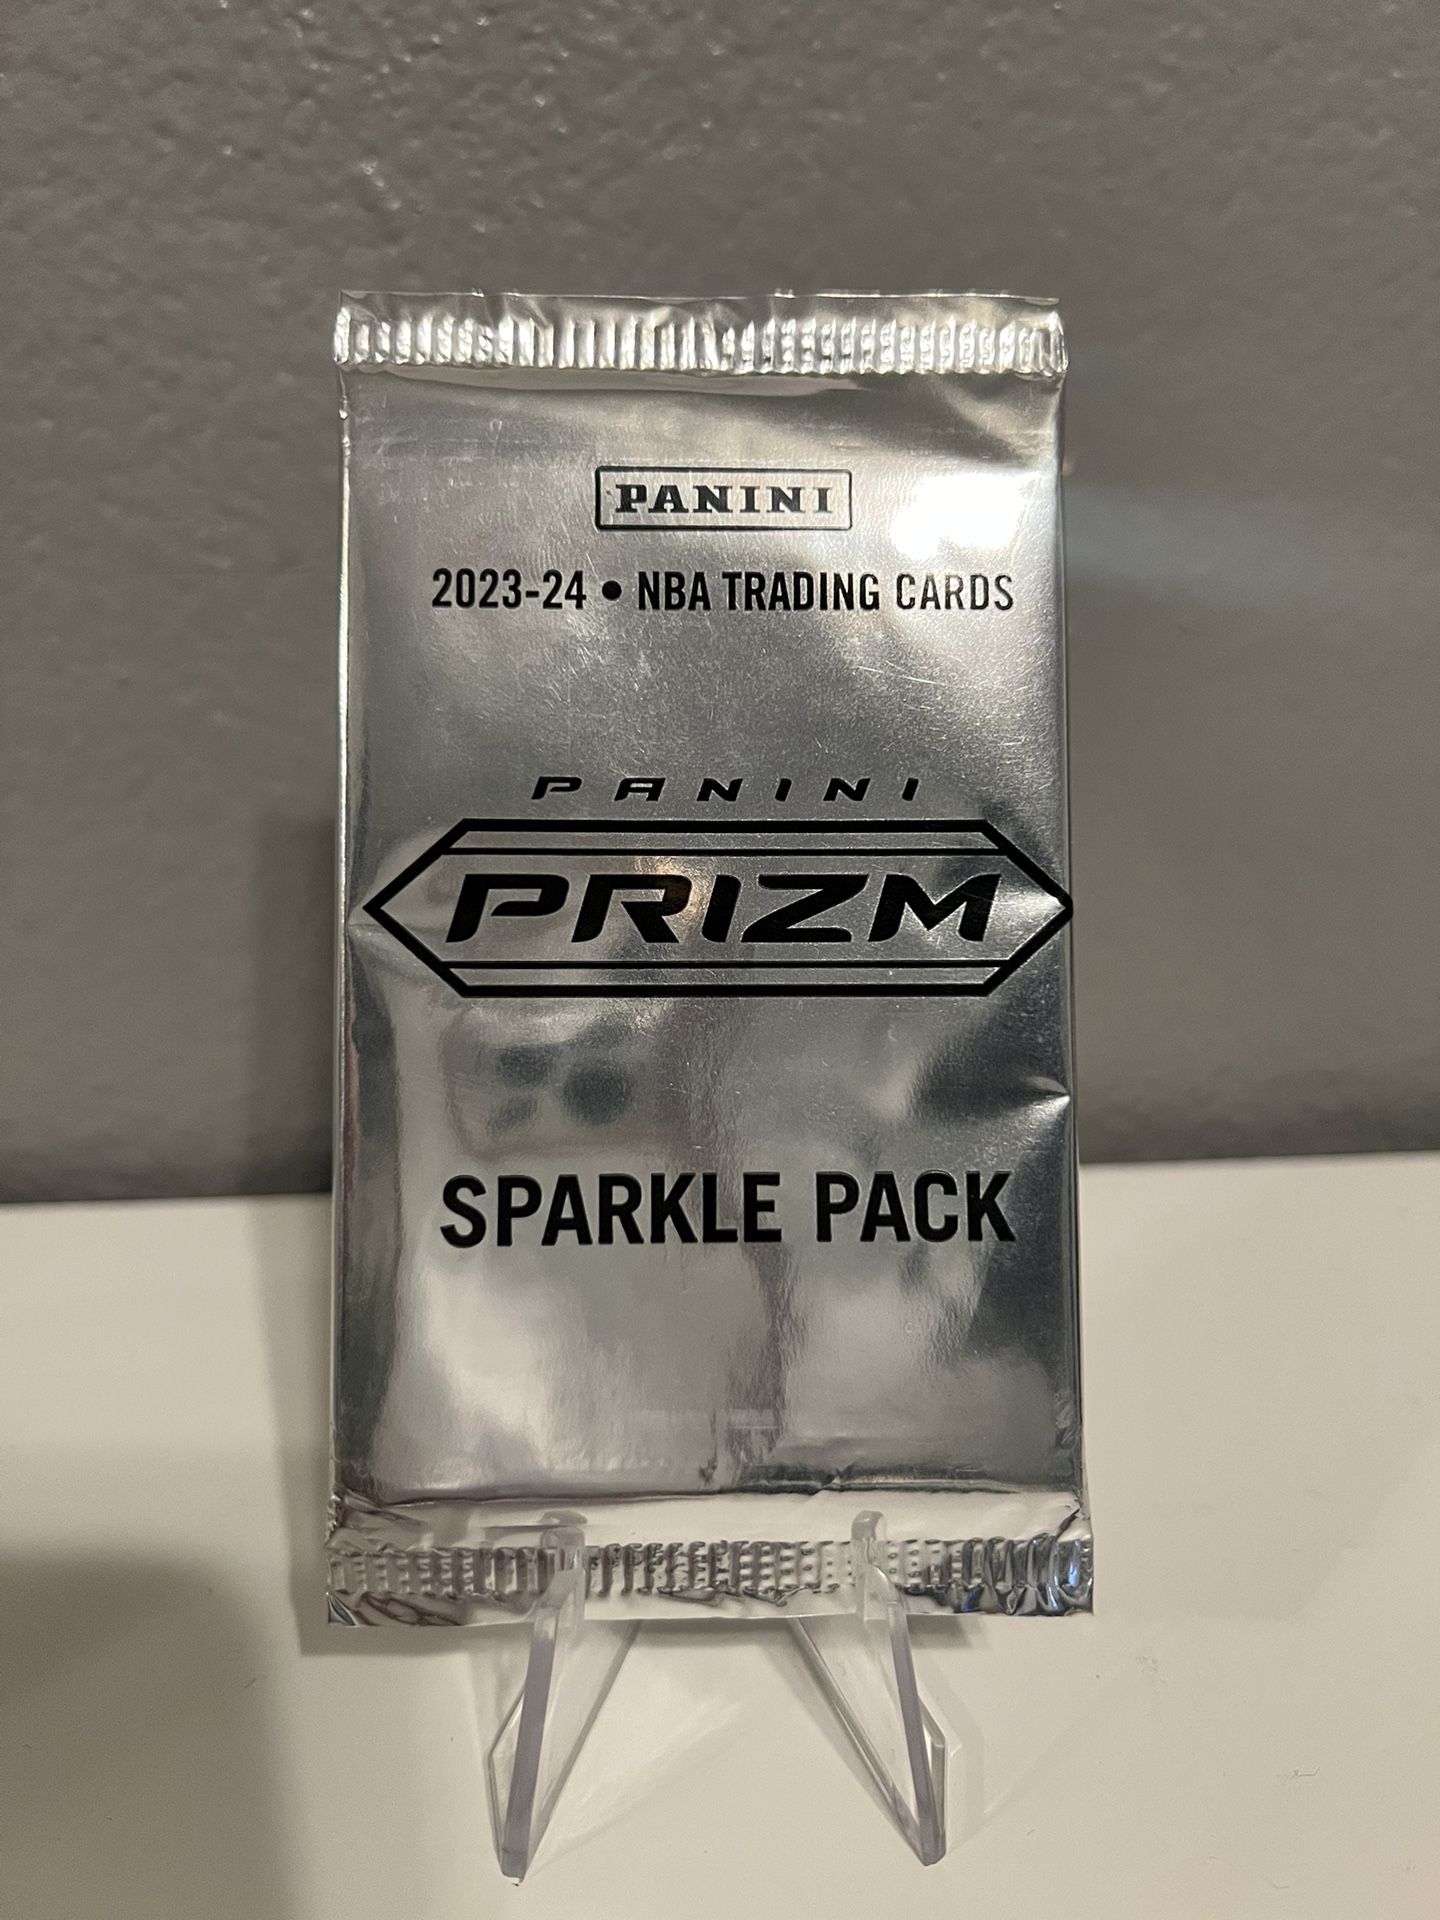 PANINI
2023-24 • NBA TRADING CARDS
PANINI
PRIZM
SPARKLE PACK